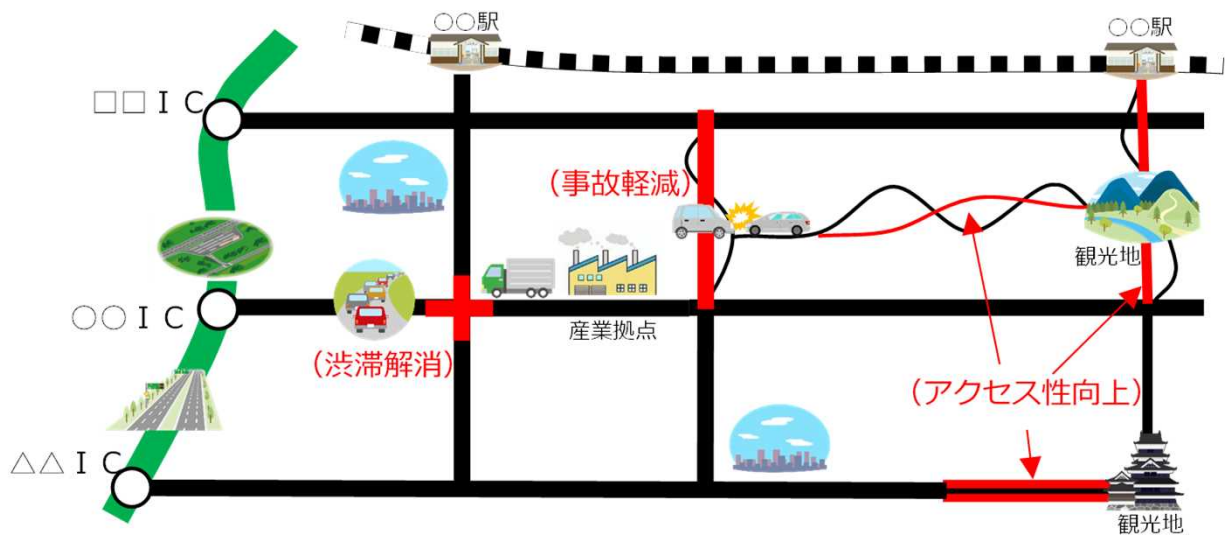 ○○駅
○○駅
□□ＩＣ
（事故軽減）
観光地
○○ＩＣ
産業拠点
（渋滞解消）
（アクセス性向上）
△△ＩＣ
観光地